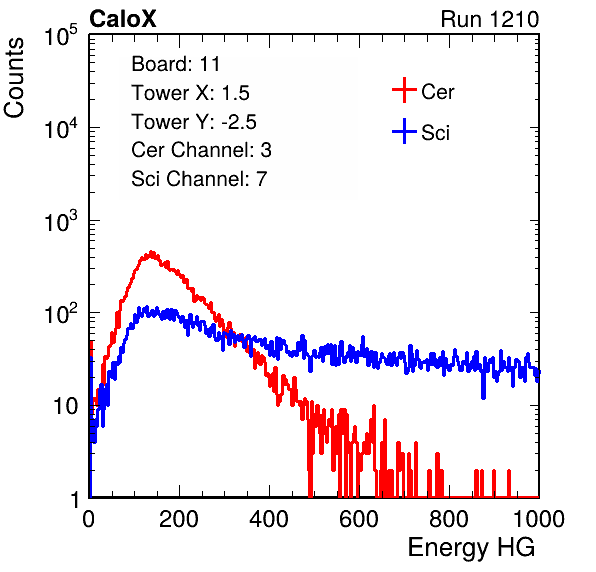 CaloX Run 1210
Counts
10^5
10^4
10^3
10^2
10
1
Board: 11
Tower X: 1.5
Tower Y: -2.5
Cer Channel: 3
Sci Channel: 7
Cer
Sci
0 200 400 600 800 1000
Energy HG